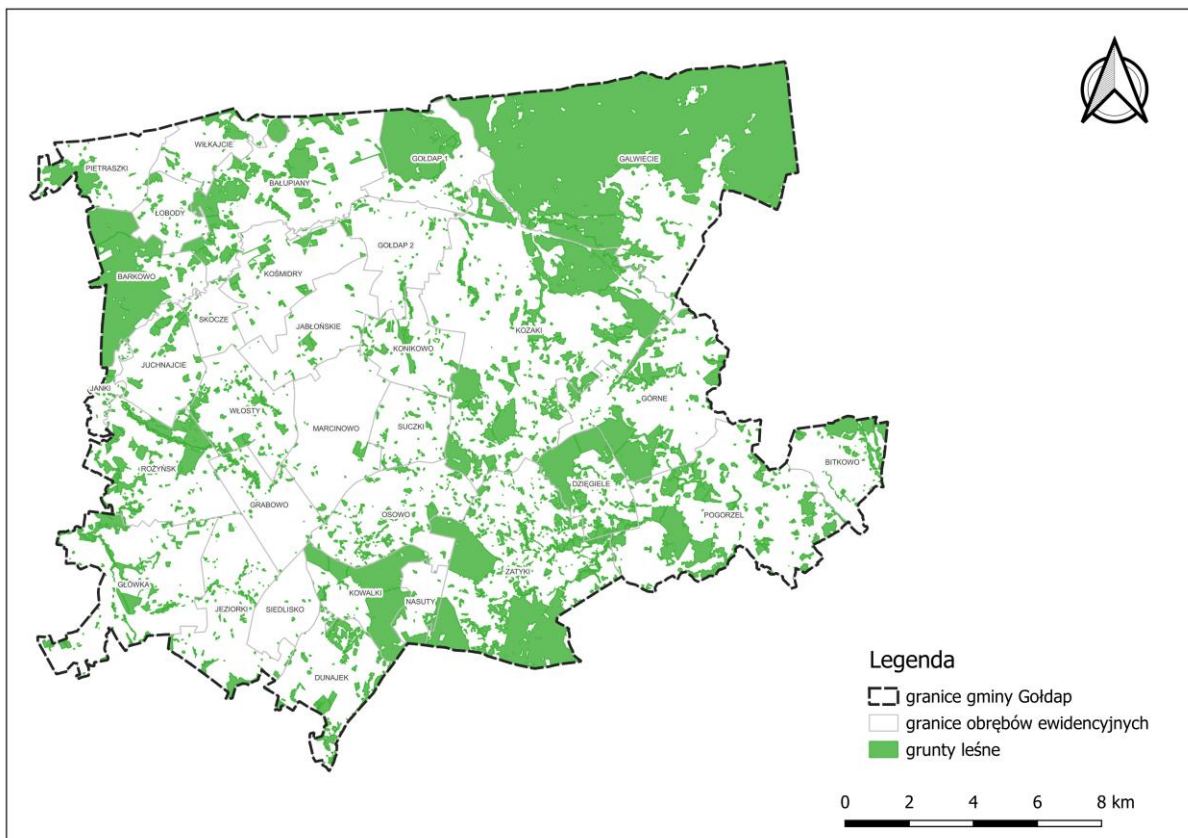 WIŁKAJCIE
GOŁDAP 1
GALWIECIE
PIETRASZKI
BAŁUPIANY
ŁOBODY
GOŁDAP 2
BARKOWO
KOŚMIDRY
SKOCZE
JABŁOŃSKIE
KOZAKI
KONIKOWO
JUCHNAJCIE
JANKI
GÓRNE
WŁOSTY
MARCINOWO
SUCZKI
BITKOWO
ROŻYŃSK
DZIĘGIELE
GRABOWO
OSOWO
POGORZEL
ZATYKI
GŁÓWKA
KOWALKI
NASUTY
JEZIORKI
SIEDLISKO
DUNAJEK
Legenda
granice gminy Gołdap
granice obrębów ewidencyjnych
grunty leśne
0 2 4 6 8 km